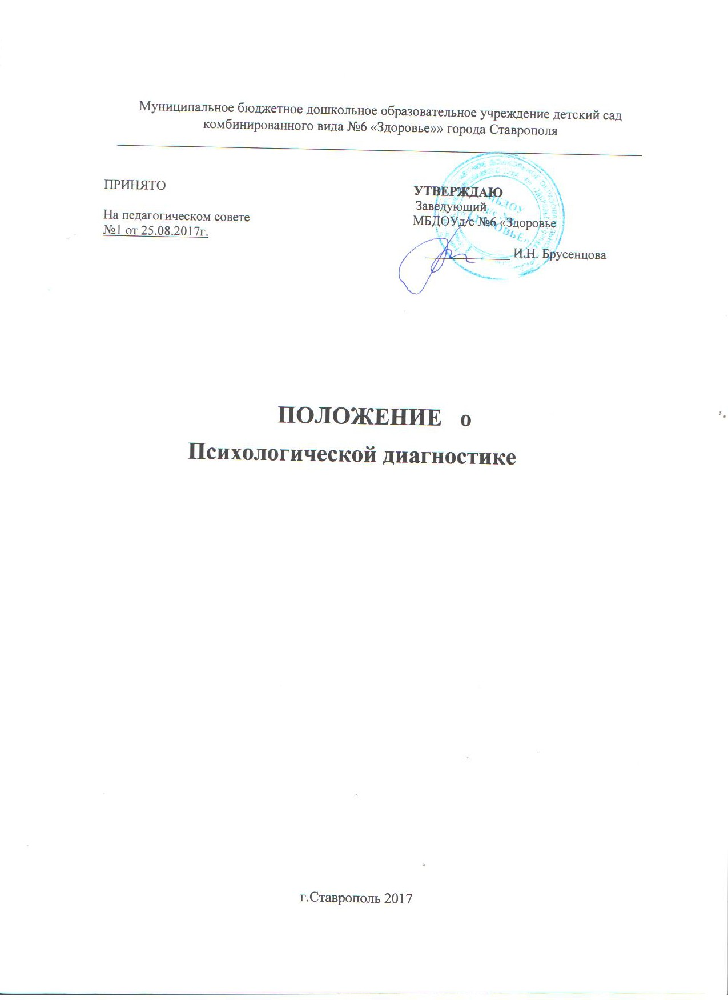 Муниципальное бюджетное дошкольное образовательное учреждение детский сад
комбинированного вида №6 «Здоровье»» города Ставрополя
ПРИНЯТО
На педагогическом совете
№1 от 25.08.2017г.
УТВЕРЖДАЮ
Заведующий
МБДОУд/с №6 «Здоровье
И.Н. Брусенцова
МБДОУ
ПОЛОЖЕНИЕ о
Психологической диагностике
г.Ставрополь 2017